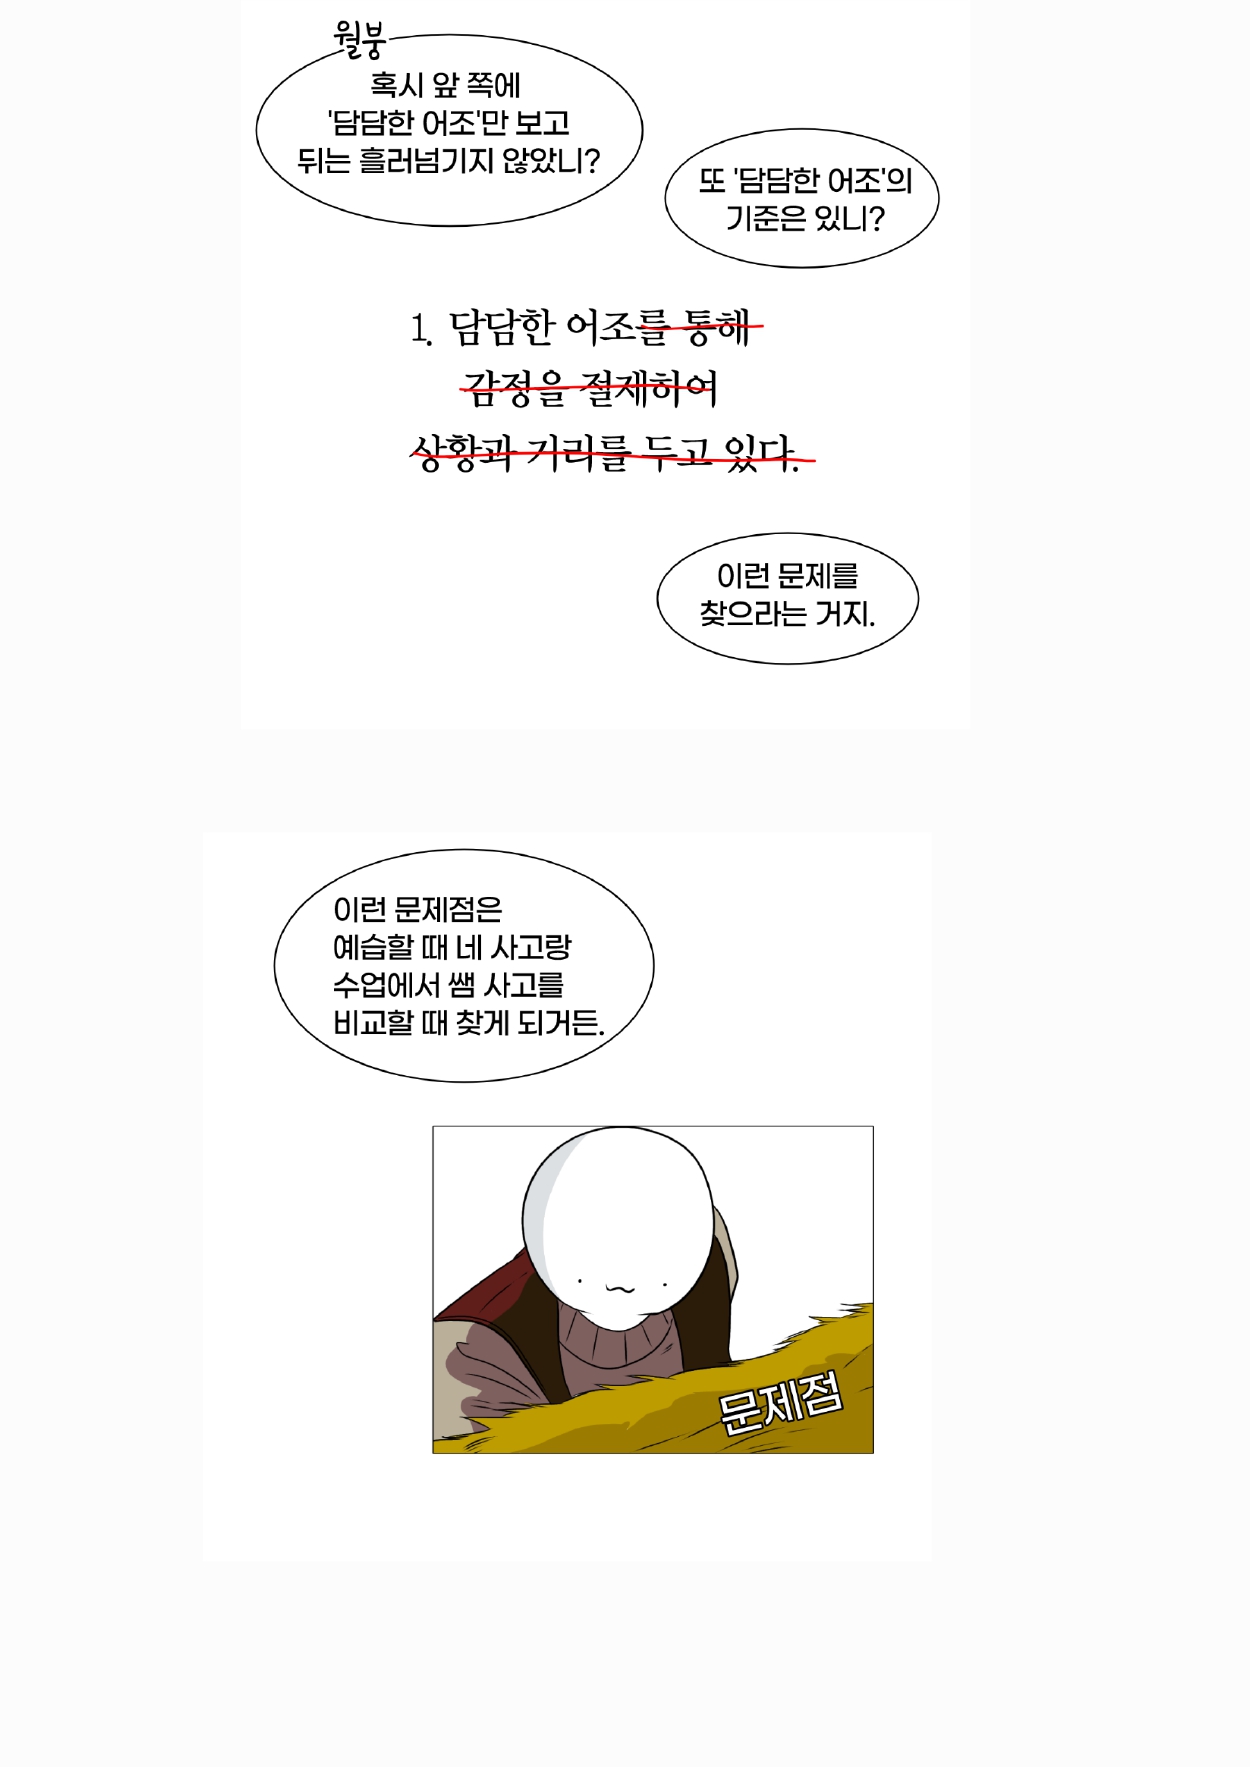 월붕
혹시 앞 쪽에
'담담한 어조'만 보고
뒤는 흘러넘기지 않았니?
또 '담담한 어조'의
기준은 있니?
1. 담담한 어조를 통해
감정을 절제하여
상황과 거리를 두고 있다.
이런 문제를
찾으라는 거지.
이런 문제점은
예습할 때 네 사고랑
수업에서 쌤 사고를
비교할 때 찾게 되거든.
문제점